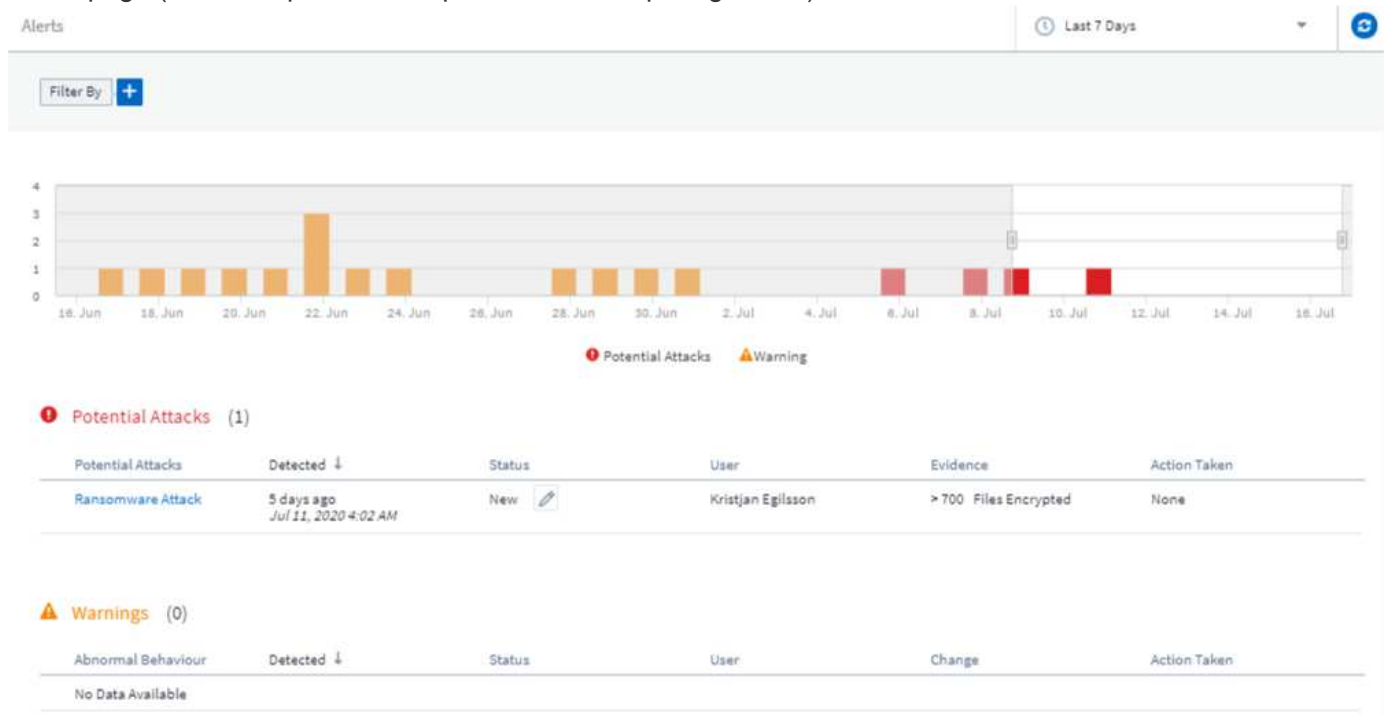 Alerts
Last 7 Days
Filter By +
4
3
2
1
0
16. Jun 18. Jun 20. Jun 22. Jun 24. Jun 26. Jun 28. Jun 30. Jun 2. Jul 4. Jul 6. Jul 8. Jul 10. Jul 12. Jul 14. Jul 16. Jul
Potential Attacks Warning
Potential Attacks (1)
Potential Attacks Detected ↓ Status User Evidence Action Taken
Ransomware Attack 5 days ago New Kristjan Egilsson > 700 Files Encrypted None
Jul 11, 2020 4:02 AM
Warnings (0)
Abnormal Behaviour Detected ↓ Status User Change Action Taken
No Data Available